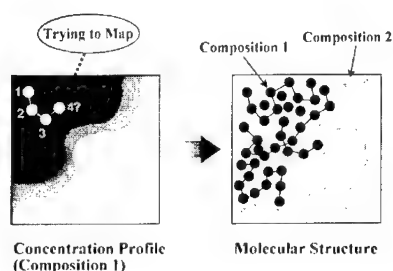 Trying to Map
Composition 1
Composition 2
1
2
3
4?
Concentration Profile
(Composition 1)
Molecular Structure